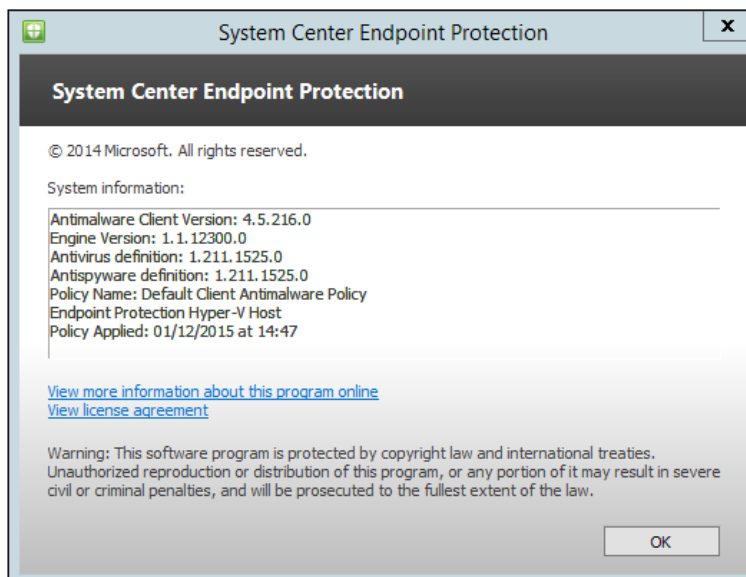 System Center Endpoint Protection
x
System Center Endpoint Protection
© 2014 Microsoft. All rights reserved.
System information:
Antimalware Client Version: 4.5.216.0
Engine Version: 1.1.12300.0
Antivirus definition: 1.211.1525.0
Antispyware definition: 1.211.1525.0
Policy Name: Default Client Antimalware Policy
Endpoint Protection Hyper-V Host
Policy Applied: 01/12/2015 at 14:47
View more information about this program online
View license agreement
Warning: This software program is protected by copyright law and international treaties.
Unauthorized reproduction or distribution of this program, or any portion of it may result in severe
civil or criminal penalties, and will be prosecuted to the fullest extent of the law.
OK